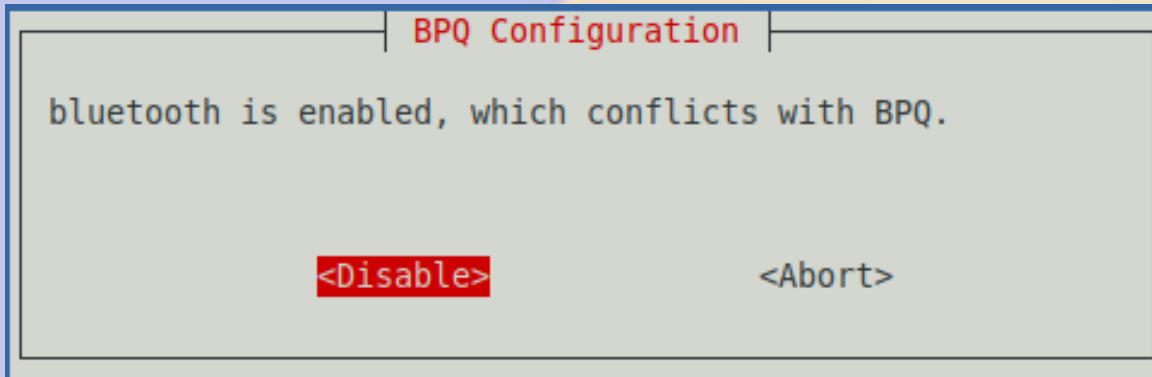 BPQ Configuration
bluetooth is enabled, which conflicts with BPQ.
<Disable> <Abort>